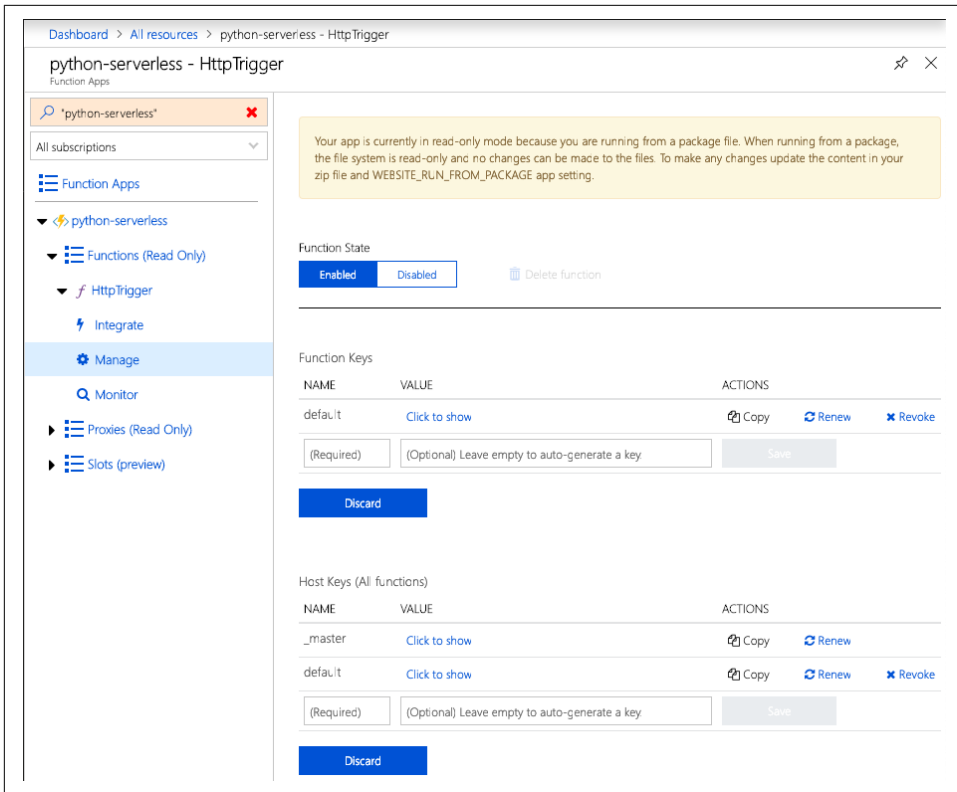 Dashboard > All resources > python-serverless - HttpTrigger
python-serverless - HttpTrigger
Function Apps
"python-serverless"
All subscriptions
Function Apps
python-serverless
Functions (Read Only)
HttpTrigger
Integrate
Manage
Monitor
Proxies (Read Only)
Slots (preview)
Your app is currently in read-only mode because you are running from a package file. When running from a package,
the file system is read-only and no changes can be made to the files. To make any changes update the content in your
zip file and WEBSITE_RUN_FROM_PACKAGE app setting.
Function State
Enabled Disabled Delete function
Function Keys
NAME VALUE ACTIONS
default Click to show Copy Renew Revoke
(Required) (Optional) Leave empty to auto-generate a key. Save
Discard
Host Keys (All functions)
NAME VALUE ACTIONS
_master Click to show Copy Renew
default Click to show Copy Renew Revoke
(Required) (Optional) Leave empty to auto-generate a key. Save
Discard